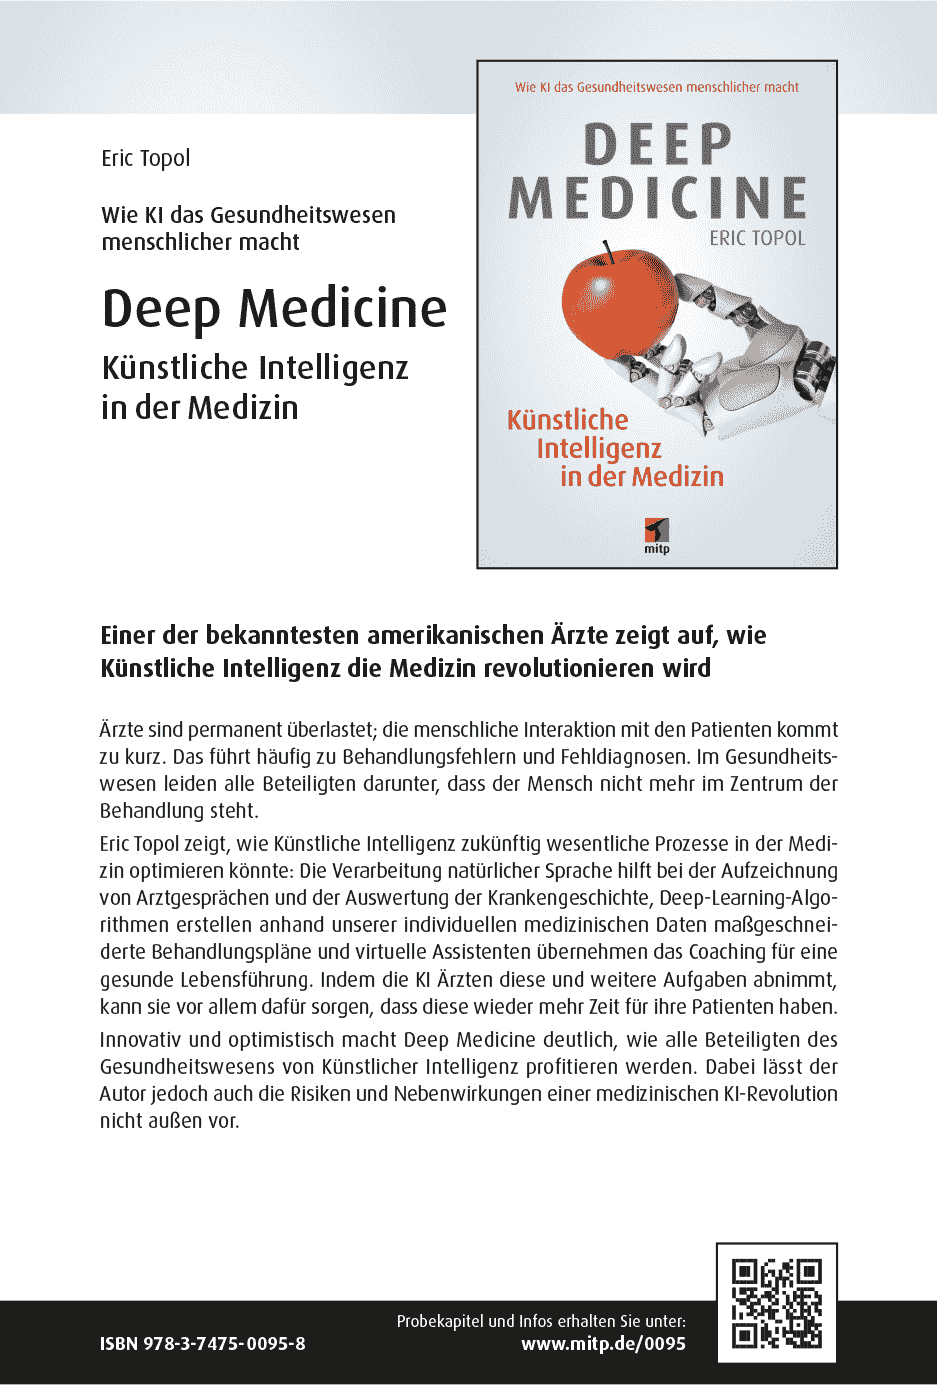 Eric Topol
Wie KI das Gesundheitswesen
menschlicher macht
Deep Medicine
Künstliche Intelligenz
in der Medizin
Wie KI das Gesundheitswesen menschlicher macht
DEEP
MEDICINE
ERIC TOPOL
Künstliche
Intelligenz
in der Medizin
mitp
Einer der bekanntesten amerikanischen Ärzte zeigt auf, wie
Künstliche Intelligenz die Medizin revolutionieren wird
Ärzte sind permanent überlastet; die menschliche Interaktion mit den Patienten kommt
zu kurz. Das führt häufig zu Behandlungsfehlern und Fehldiagnosen. Im Gesundheits-
wesen leiden alle Beteiligten darunter, dass der Mensch nicht mehr im Zentrum der
Behandlung steht.
Eric Topol zeigt, wie Künstliche Intelligenz zukünftig wesentliche Prozesse in der Medi-
zin optimieren könnte: Die Verarbeitung natürlicher Sprache hilft bei der Aufzeichnung
von Arztgesprächen und der Auswertung der Krankengeschichte, Deep-Learning-Algo-
rithmen erstellen anhand unserer individuellen medizinischen Daten maßgeschnei-
derte Behandlungspläne und virtuelle Assistenten übernehmen das Coaching für eine
gesunde Lebensführung. Indem die KI Ärzten diese und weitere Aufgaben abnimmt,
kann sie vor allem dafür sorgen, dass diese wieder mehr Zeit für ihre Patienten haben.
Innovativ und optimistisch macht Deep Medicine deutlich, wie alle Beteiligten des
Gesundheitswesens von Künstlicher Intelligenz profitieren werden. Dabei lässt der
Autor jedoch auch die Risiken und Nebenwirkungen einer medizinischen KI-Revolution
nicht außen vor.
Probekapitel und Infos erhalten Sie unter:
ISBN 978-3-7475-0095-8
www.mitp.de/0095